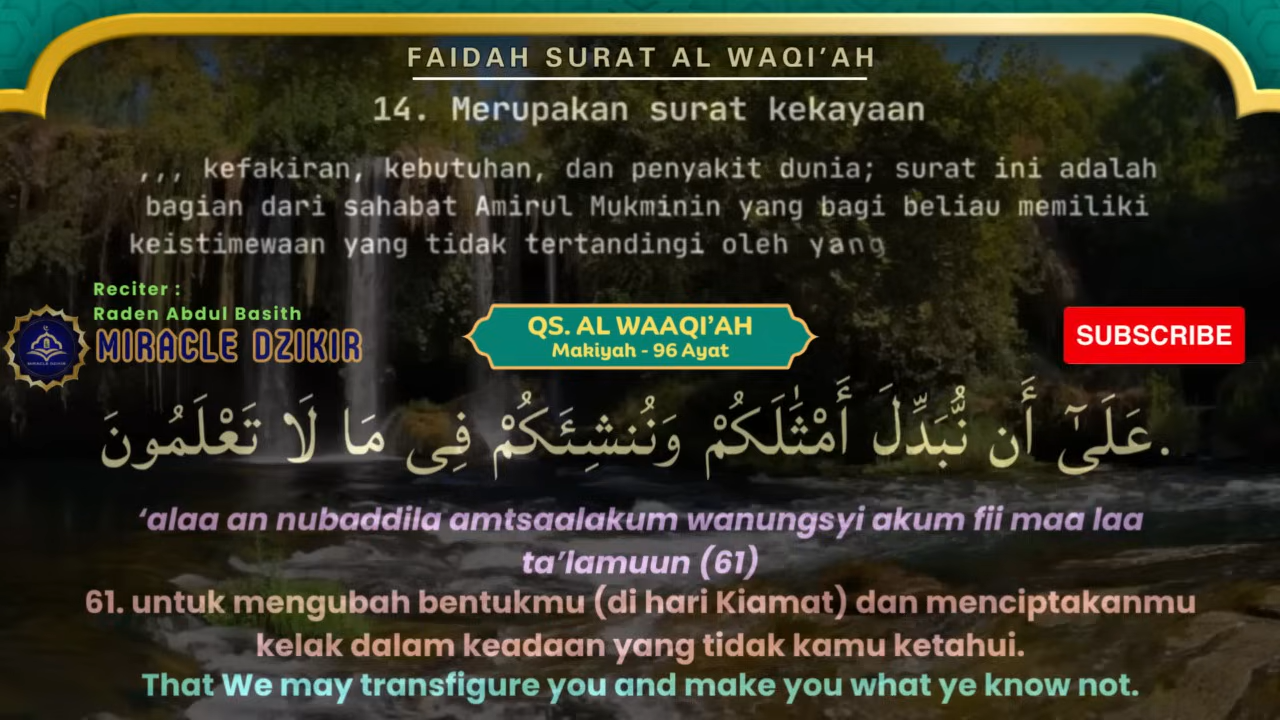 FAIDAH SURAT AL WAQI’AH
14. Merupakan surat kekayaan
,,, kefakiran, kebutuhan, dan penyakit dunia; surat ini adalah
bagian dari sahabat Amirul Mukminin yang bagi beliau memiliki
keistimewaan yang tidak tertandingi oleh yang
Reciter :
Raden Abdul Basith
MIRACLE DZIKIR
QS. AL WAAQI’AH
Makiyah - 96 Ayat
SUBSCRIBE
عَلَىٰٓ أَن نُّبَدِّلَ أَمْثَٰلَكُمْ وَنُنشِئَكُمْ فِى مَا لَا تَعْلَمُونَ.
‘alaa an nubaddila amtsaalakum wanungsyi akum fii maa laa
ta’lamuun (61)
61. untuk mengubah bentukmu (di hari Kiamat) dan menciptakanmu
kelak dalam keadaan yang tidak kamu ketahui.
That We may transfigure you and make you what ye know not.